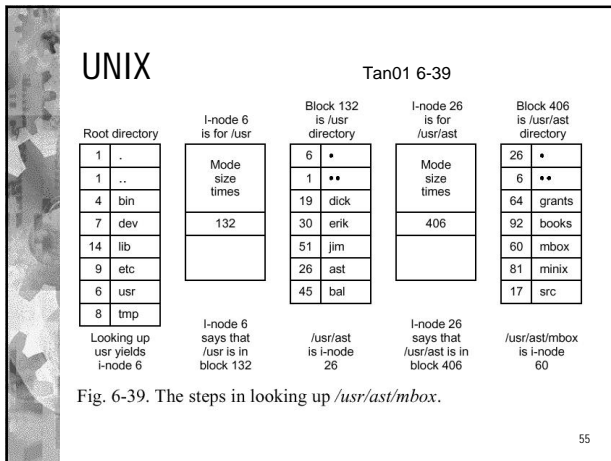 UNIX
Tan01 6-39
Root directory
1 .
1 ..
4 bin
7 dev
14 lib
9 etc
6 usr
8 tmp
Looking up
usr yields
i-node 6
I-node 6
is for /usr
Mode
size
times
132
I-node 6
says that
/usr is in
block 132
Block 132
is /usr
directory
6 •
1 ••
19 dick
30 erik
51 jim
26 ast
45 bal
/usr/ast
is i-node
26
I-node 26
is for
/usr/ast
Mode
size
times
406
I-node 26
says that
/usr/ast is in
block 406
Block 406
is /usr/ast
directory
26 •
6 ••
64 grants
92 books
60 mbox
81 minix
17 src
/usr/ast/mbox
is i-node
60
Fig. 6-39. The steps in looking up /usr/ast/mbox.
55